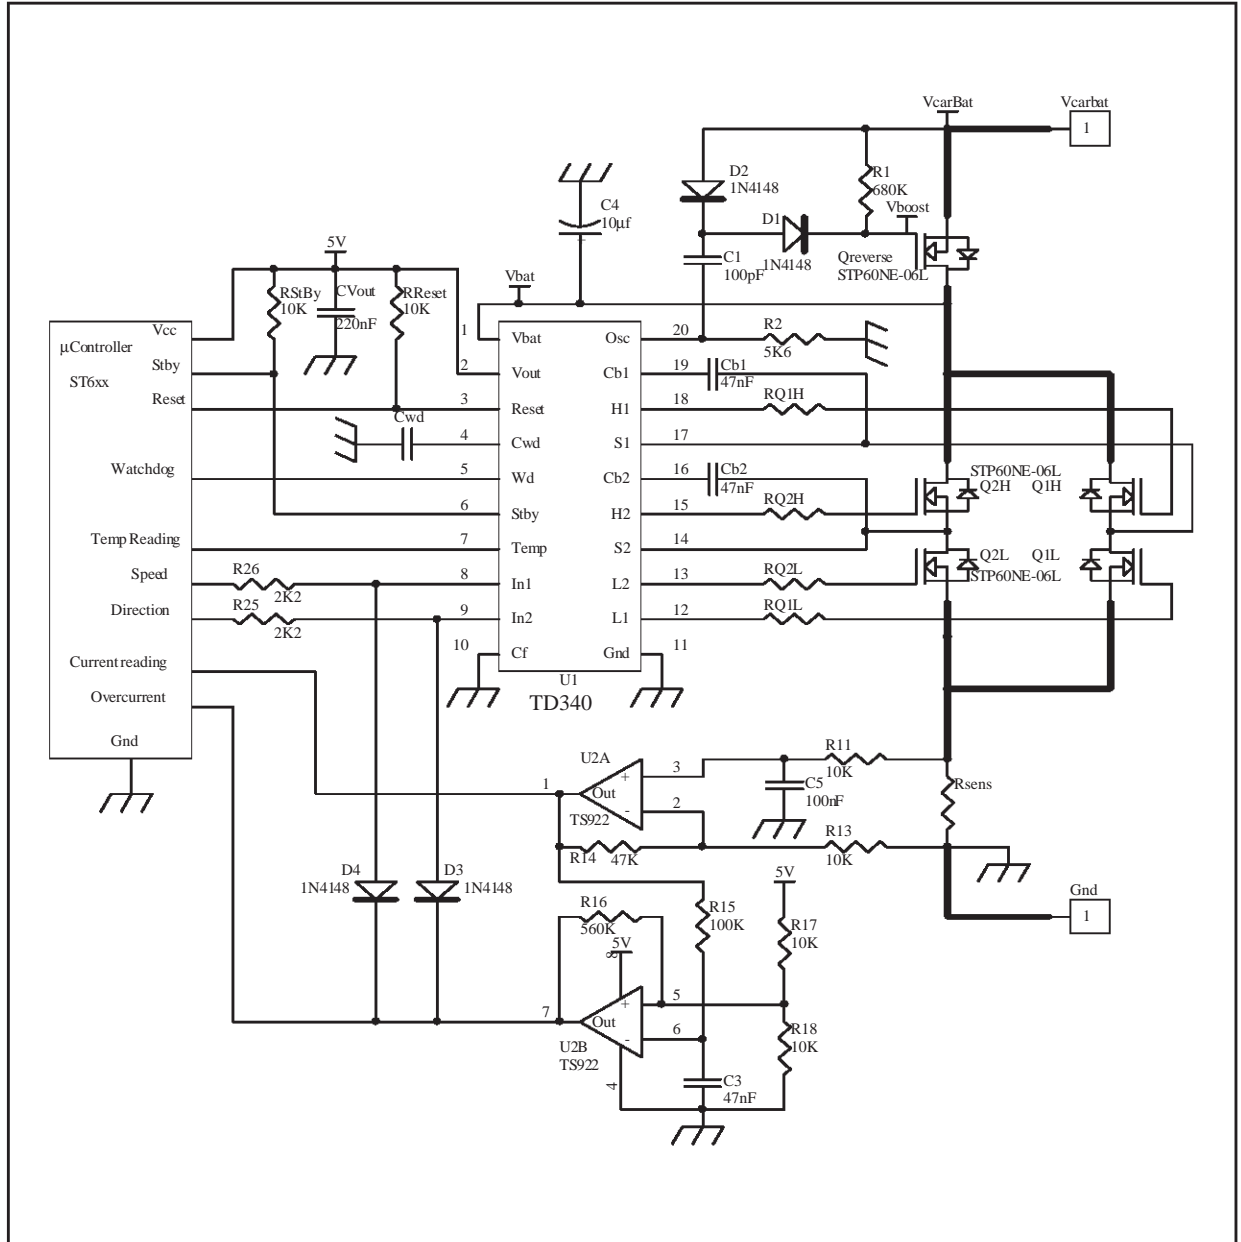 VcarBat
Vcarbat
1
D2
1N4148
R1
680K
Vboost
C4
10μf
+
D1
1N4148
C1
100pF
Qreverse
STP60NE-06L
5V
Vbat
RStBy
10K
CVout
220nF
RReset
10K
μController
ST6xx
Vcc
Stby
Reset
Watchdog
Temp Reading
Speed
Direction
Current reading
Overcurrent
Gnd
1
2
3
4
5
6
7
8
9
10
Vbat
Vout
Reset
Cwd
Wd
Stby
Temp
In1
In2
Cf
Osc
Cb1
H1
S1
Cb2
H2
S2
L2
L1
Gnd
20
19
18
17
16
15
14
13
12
11
U1
TD340
Cwd
R26
2K2
R25
2K2
R2
5K6
Cb1
47nF
RQ1H
Cb2
47nF
RQ2H
RQ2L
RQ1L
STP60NE-06L
Q2H
Q1H
Q2L
Q1L
STP60NE-06L
U2A
1
Out
+
-
TS922
3
2
R11
10K
C5
100nF
Rsens
R14
47K
R13
10K
D4
1N4148
D3
1N4148
5V
Gnd
1
R16
560K
R15
100K
R17
10K
5V
8
7
Out
+
-
5
6
U2B
TS922
4
R18
10K
C3
47nF